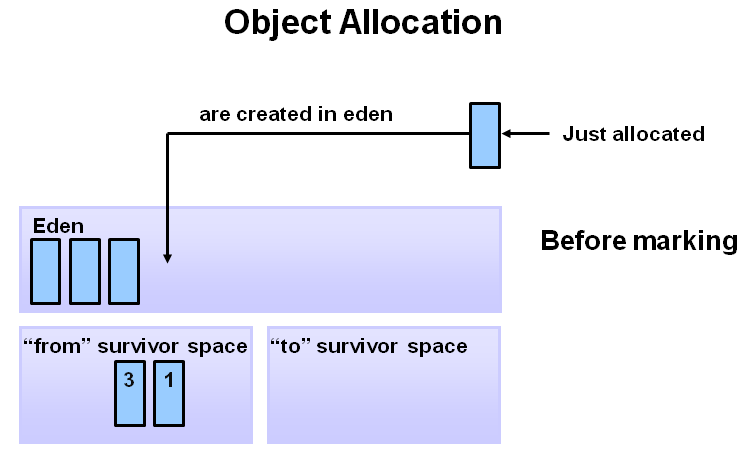 Object Allocation
are created in eden
Just allocated
Eden
Before marking
“from” survivor space
“to” survivor space
3 1